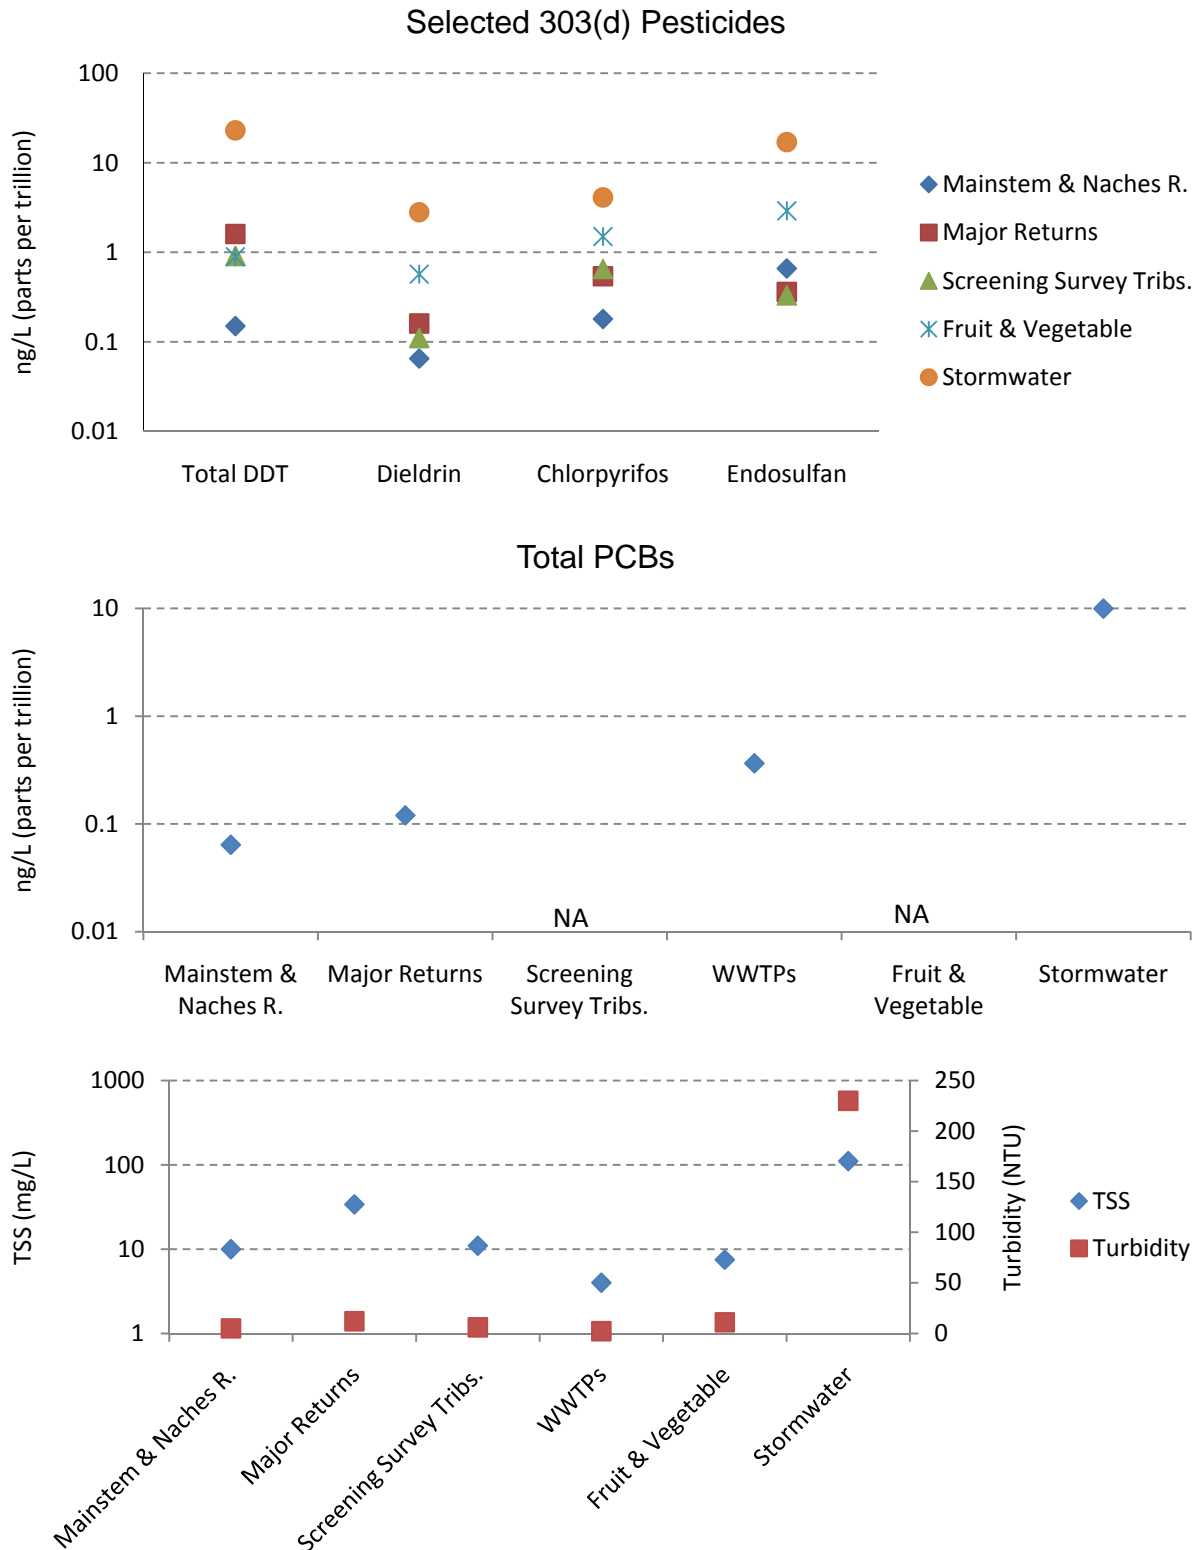 Selected 303(d) Pesticides
ng/L (parts per trillion)
100
10
1
0.1
0.01
Total DDT Dieldrin Chlorpyrifos Endosulfan
Mainstem & Naches R.
Major Returns
Screening Survey Tribs.
Fruit & Vegetable
Stormwater
Total PCBs
ng/L (parts per trillion)
10
1
0.1
0.01
NA NA
Mainstem & Major Returns Screening WWTPs Fruit & Stormwater
Naches R. Survey Tribs. Vegetable
TSS (mg/L)
1000
100
10
1
250
200
150
100
50
0
Turbidity (NTU)
TSS
Turbidity
Mainstem & Naches R.
Major Returns
Screening Survey Tribs.
WWTPs
Fruit & Vegetable
Stormwater